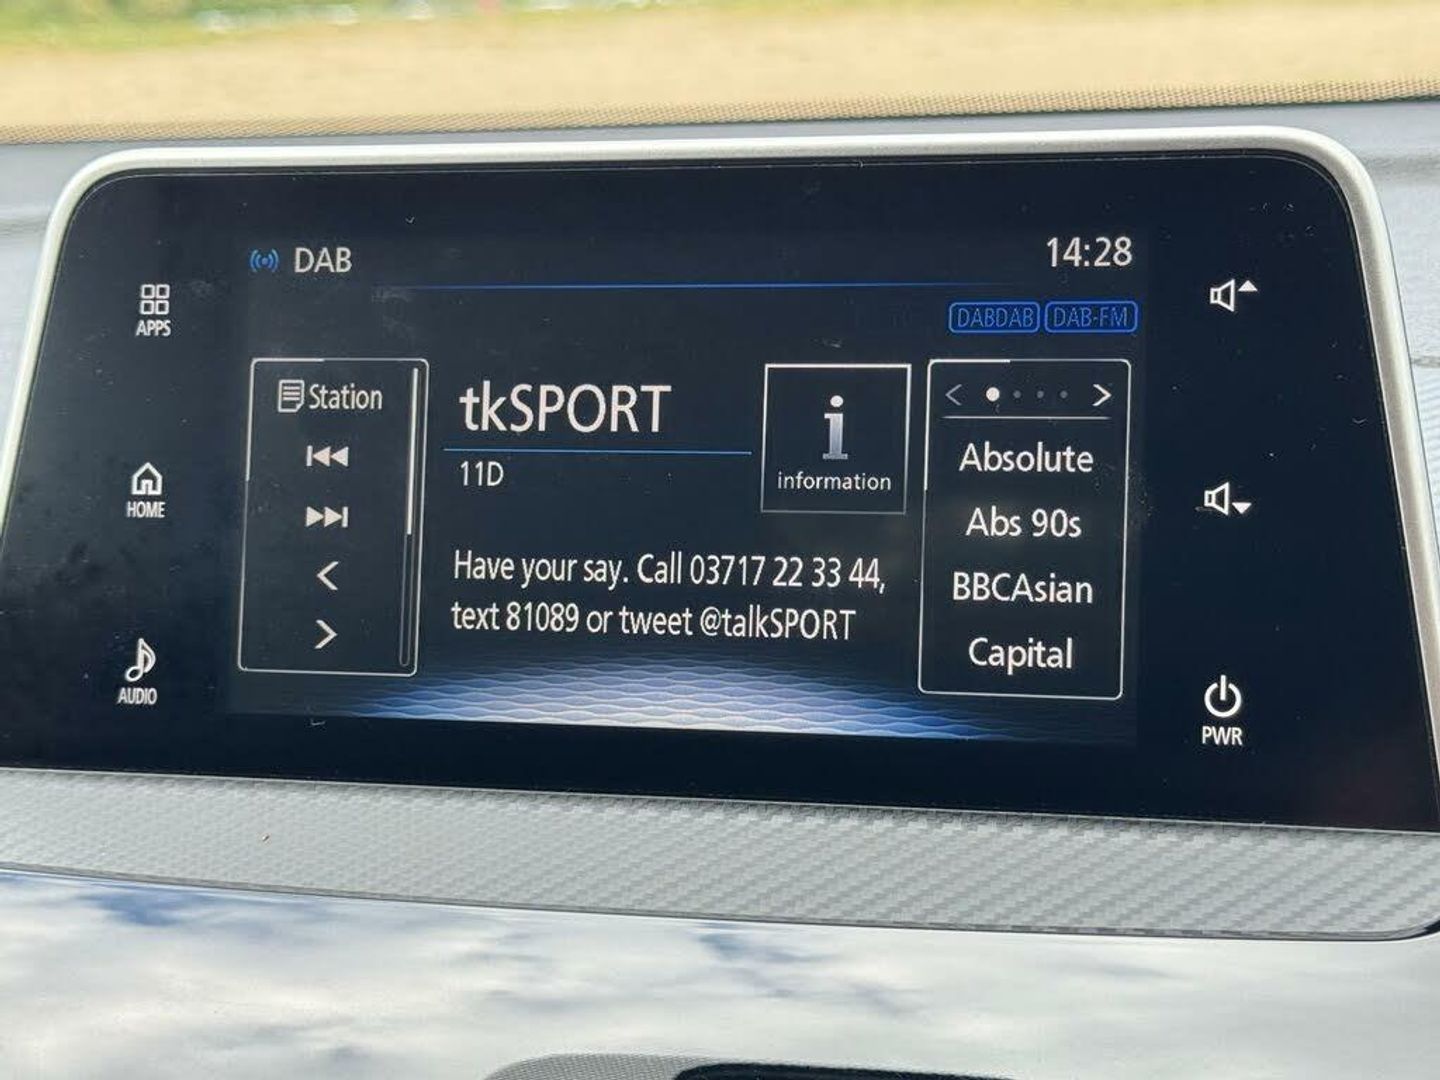 DAB
14:28
DABDAB DAB-FM
APPS
HOME
AUDIO
Station
tkSPORT
11D
i
information
Have your say. Call 03717 22 33 44,
text 81089 or tweet @talkSPORT
Absolute
Abs 90s
BBCAsian
Capital
PWR